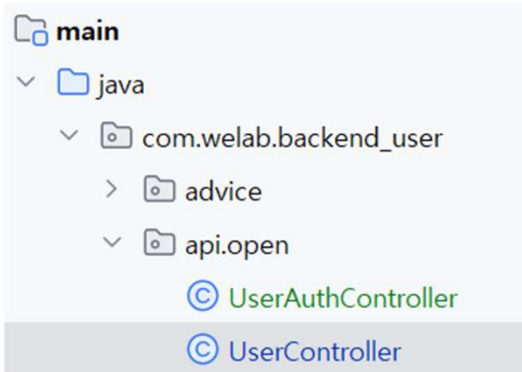 main
java
com.welab.backend_user
advice
api.open
UserAuthController
UserController